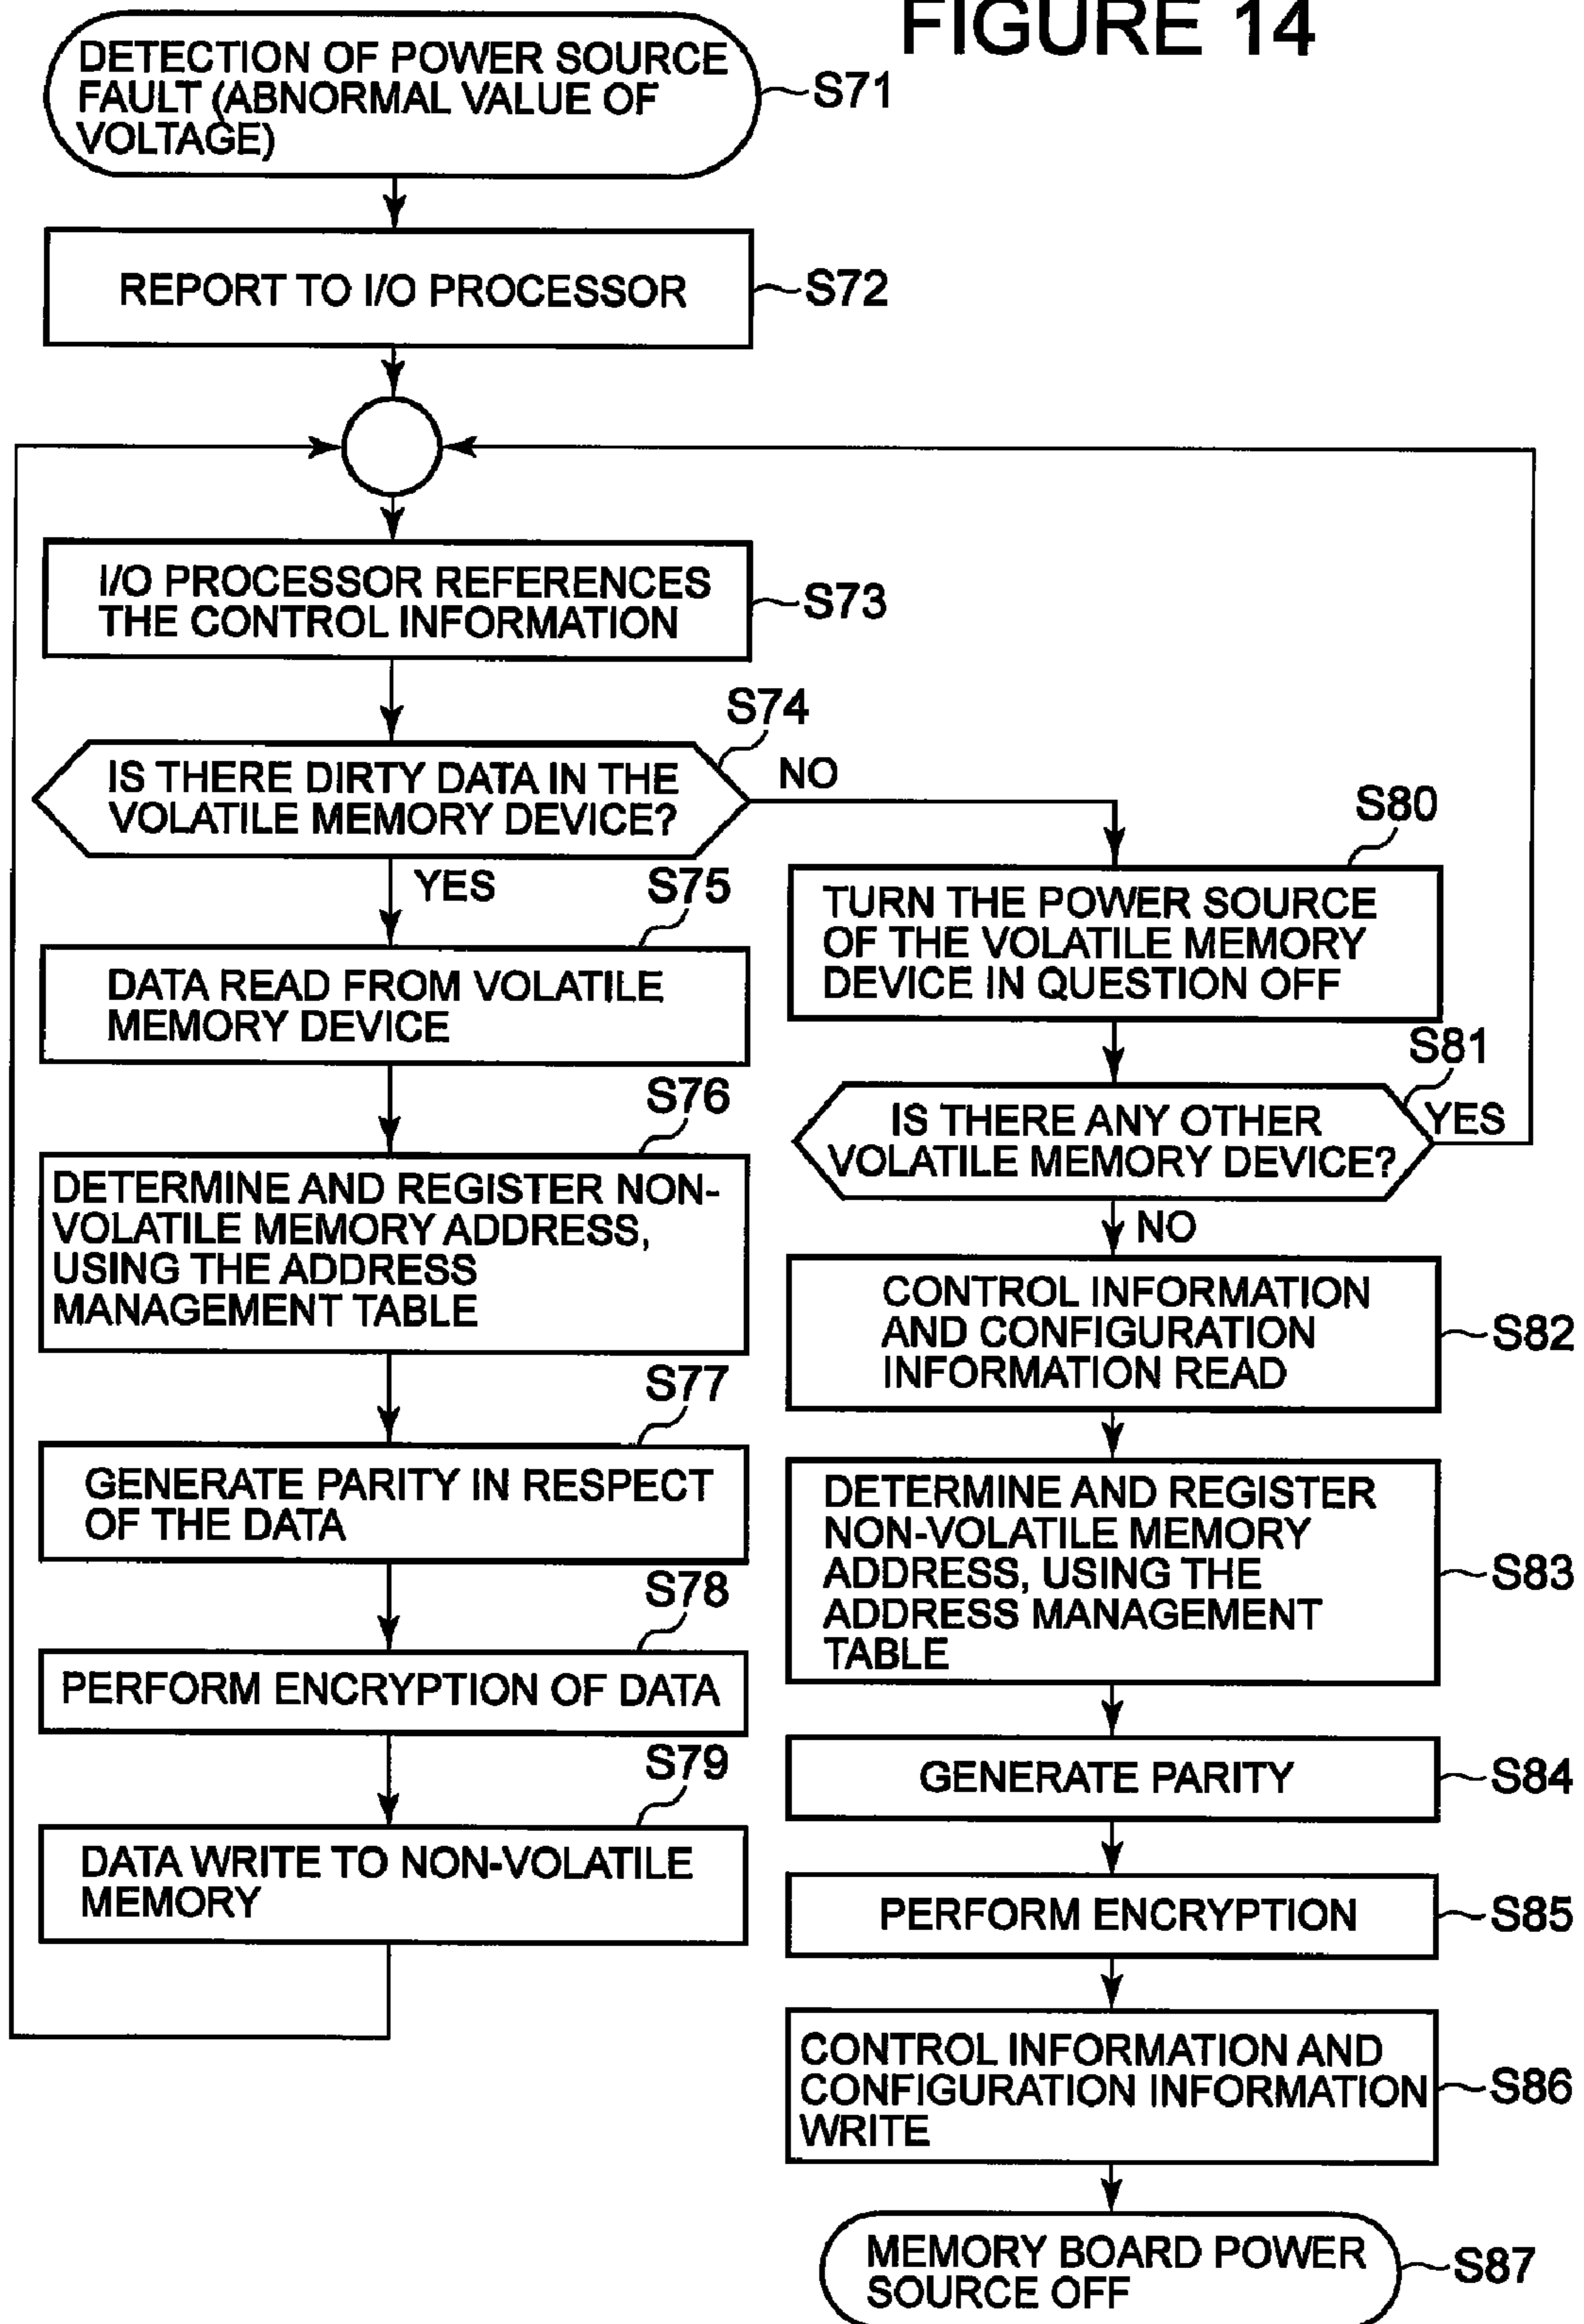 FIGURE 14
DETECTION OF POWER SOURCE
FAULT (ABNORMAL VALUE OF
VOLTAGE)
S71
REPORT TO I/O PROCESSOR
S72
I/O PROCESSOR REFERENCES
THE CONTROL INFORMATION
S73
S74
IS THERE DIRTY DATA IN THE
VOLATILE MEMORY DEVICE?
NO
YES
S75
DATA READ FROM VOLATILE
MEMORY DEVICE
S76
DETERMINE AND REGISTER NON-
VOLATILE MEMORY ADDRESS,
USING THE ADDRESS
MANAGEMENT TABLE
S77
GENERATE PARITY IN RESPECT
OF THE DATA
S78
PERFORM ENCRYPTION OF DATA
S79
DATA WRITE TO NON-VOLATILE
MEMORY
S80
TURN THE POWER SOURCE
OF THE VOLATILE MEMORY
DEVICE IN QUESTION OFF
S81
IS THERE ANY OTHER
VOLATILE MEMORY DEVICE?
YES
NO
CONTROL INFORMATION
AND CONFIGURATION
INFORMATION READ
S82
DETERMINE AND REGISTER
NON-VOLATILE MEMORY
ADDRESS, USING THE
ADDRESS MANAGEMENT
TABLE
S83
GENERATE PARITY
S84
PERFORM ENCRYPTION
S85
CONTROL INFORMATION AND
CONFIGURATION INFORMATION
WRITE
S86
MEMORY BOARD POWER
SOURCE OFF
S87